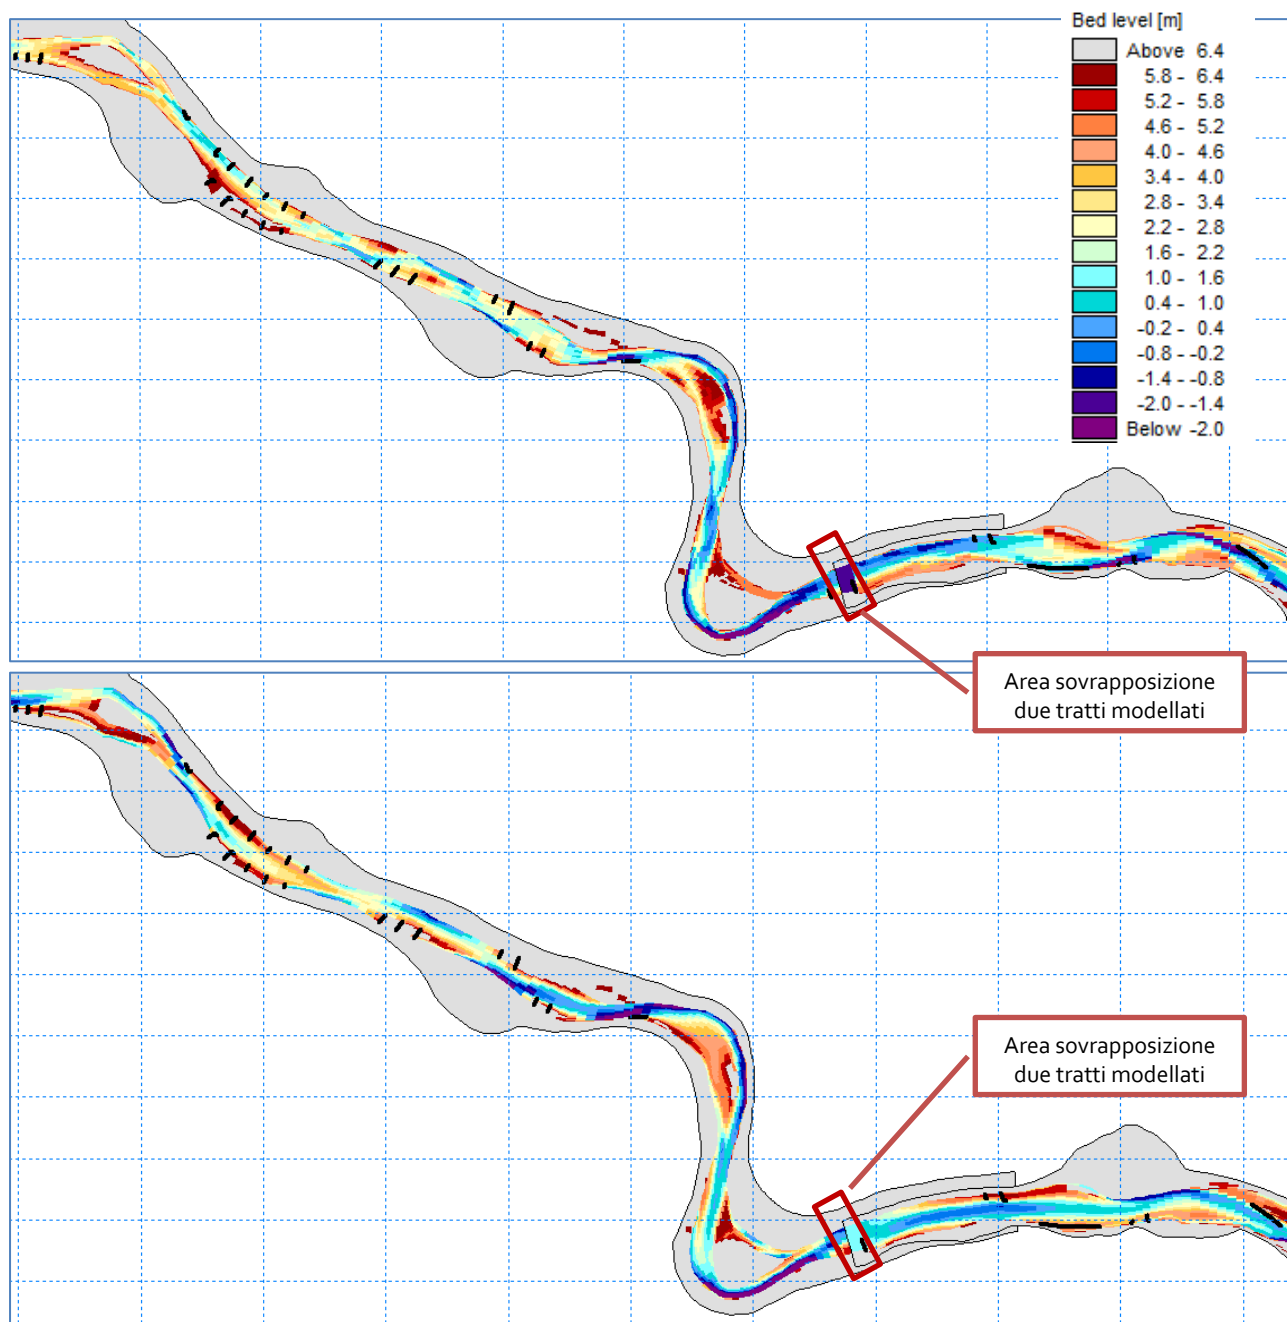 Bed level [m]
Above 6.4
5.8 - 6.4
5.2 - 5.8
4.6 - 5.2
4.0 - 4.6
3.4 - 4.0
2.8 - 3.4
2.2 - 2.8
1.6 - 2.2
1.0 - 1.6
0.4 - 1.0
-0.2 - 0.4
-0.8 - -0.2
-1.4 - -0.8
-2.0 - -1.4
Below -2.0
Area sovrapposizione
due tratti modellati
Area sovrapposizione
due tratti modellati